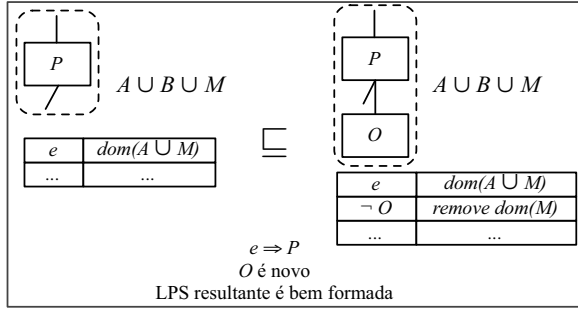 P
A ∪ B ∪ M
e dom(A ∪ M)
... ...
⊑
P
O
A ∪ B ∪ M
e dom(A ∪ M)
¬ O remove dom(M)
... ...
e ⇒ P
O é novo
LPS resultante é bem formada